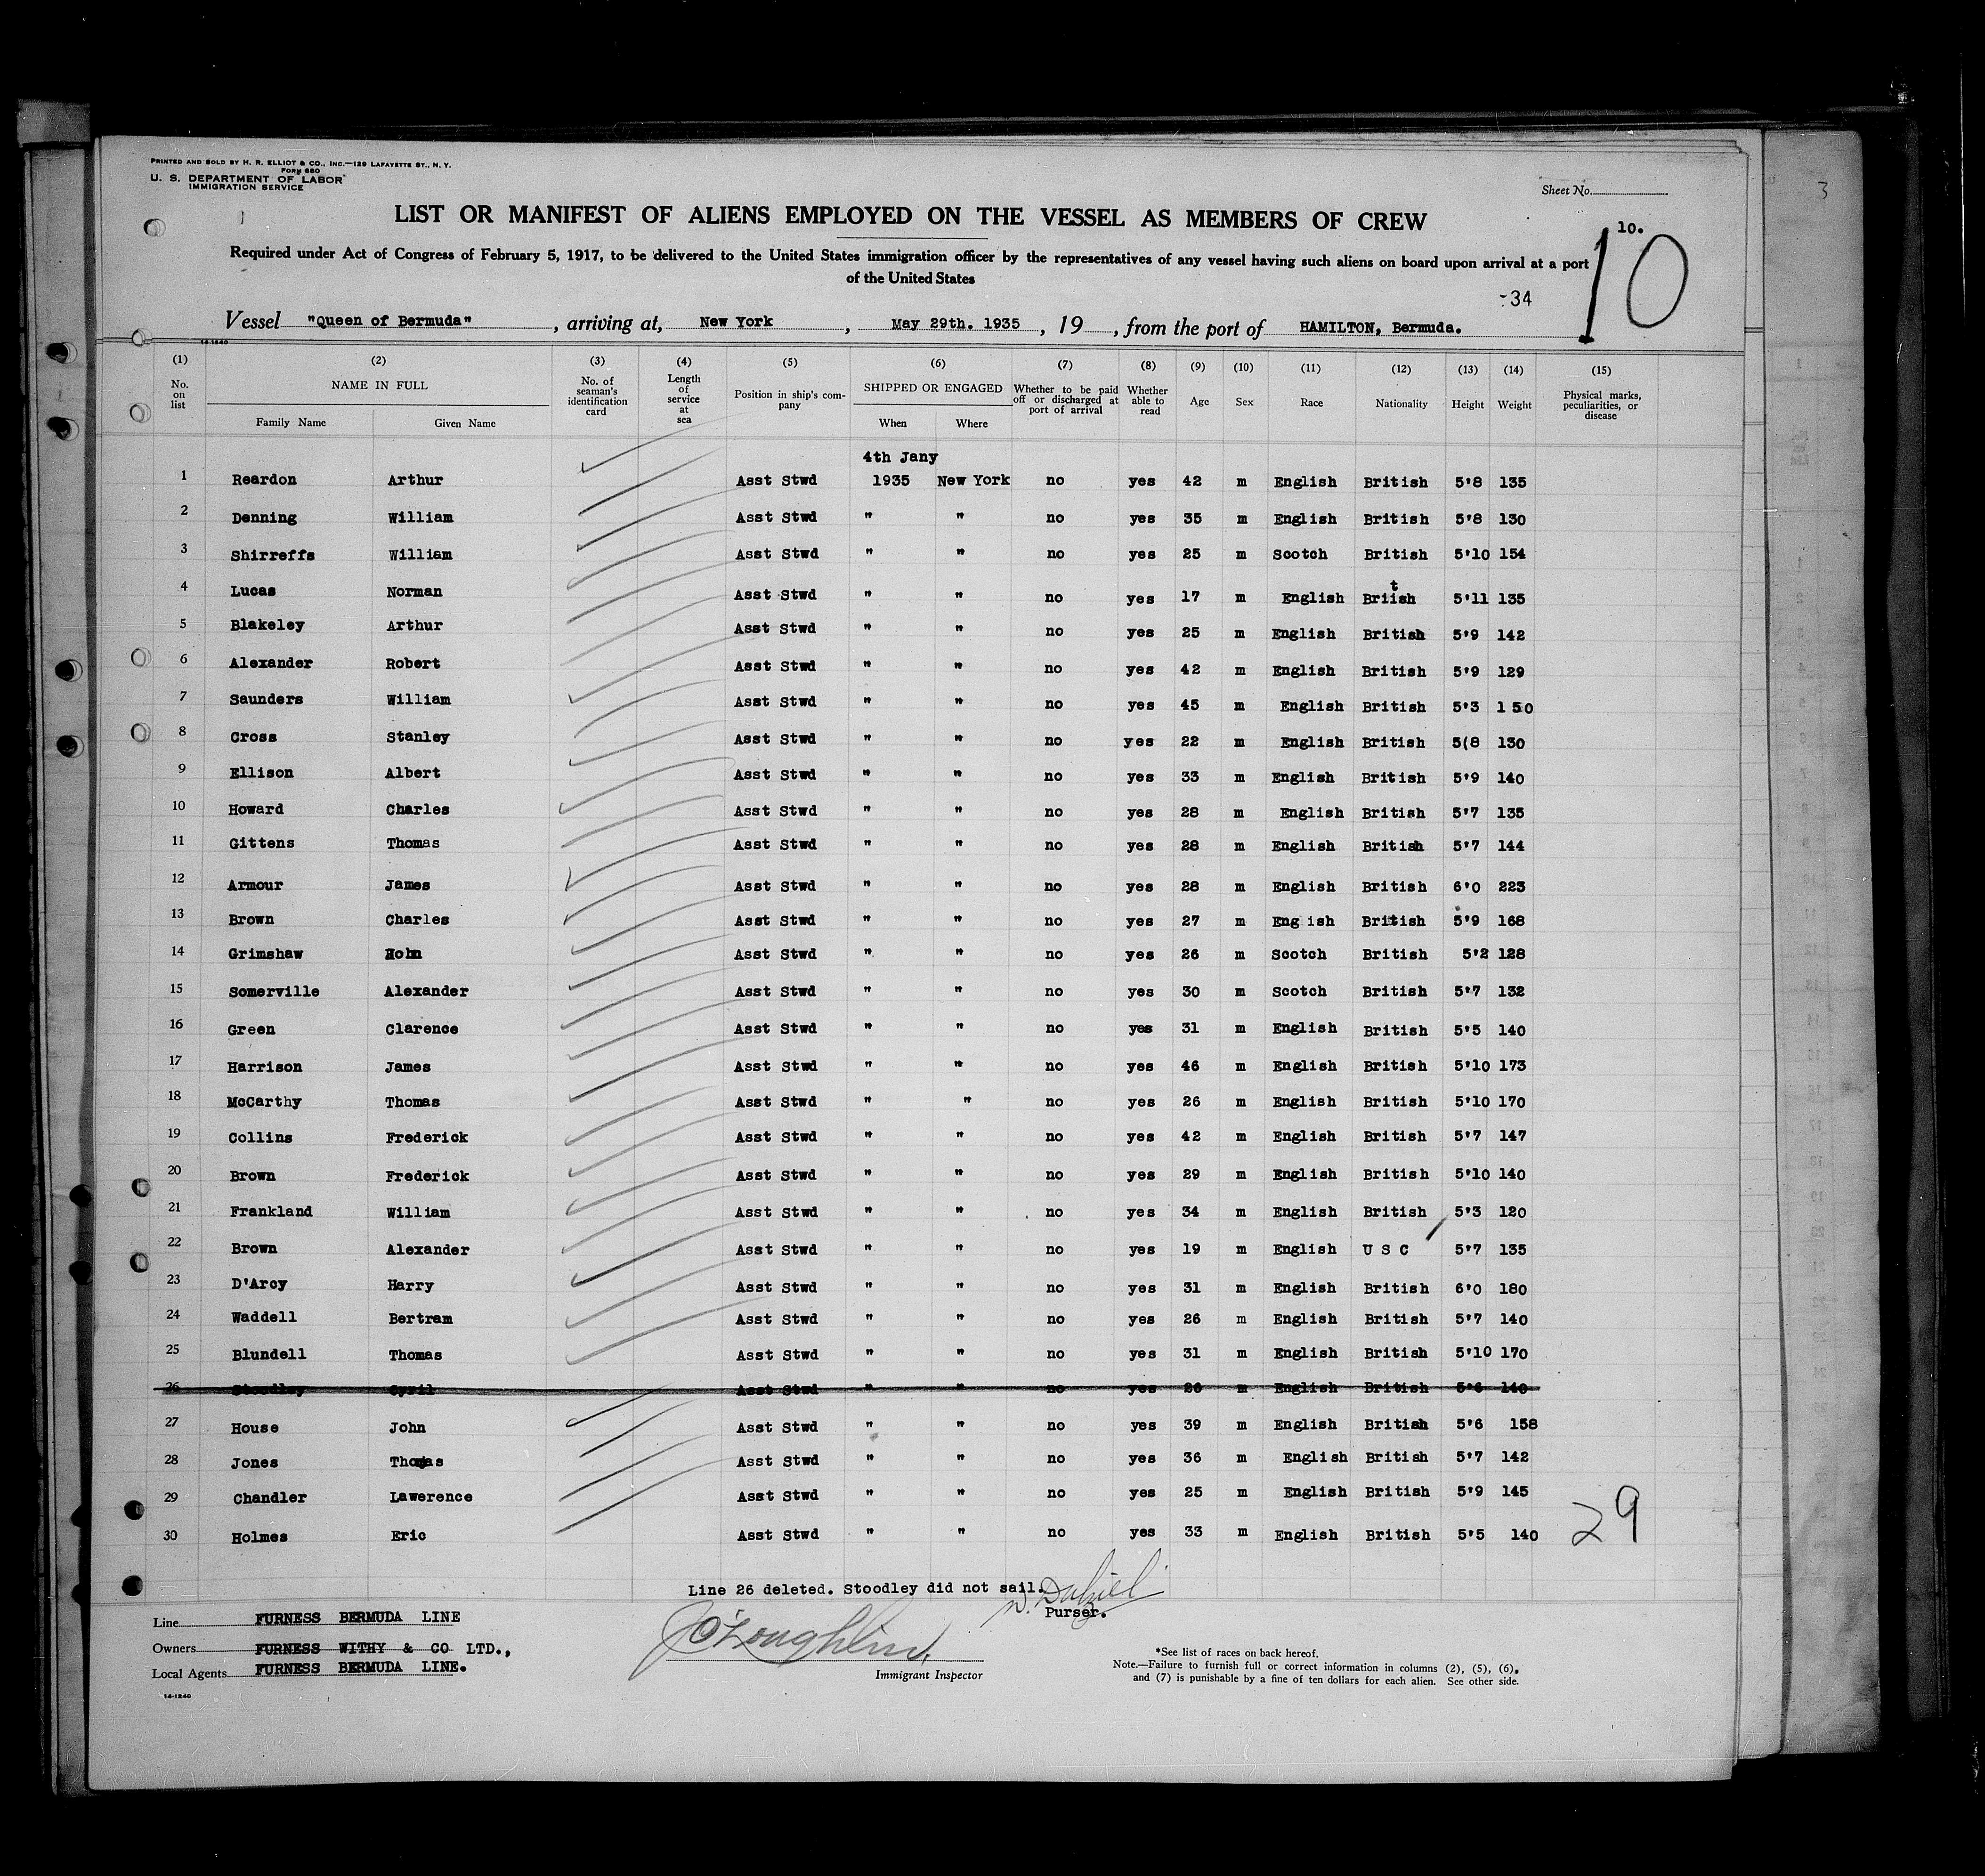 PRINTED AND SOLD BY H. R. ELLIOT & CO., INC.—129 LAFAYETTE ST., N. Y.
FORM 680
U. S. DEPARTMENT OF LABOR
IMMIGRATION SERVICE
Sheet No.
LIST OR MANIFEST OF ALIENS EMPLOYED ON THE VESSEL AS MEMBERS OF CREW
10.
10
Required under Act of Congress of February 5, 1917, to be delivered to the United States immigration officer by the representatives of any vessel having such aliens on board upon arrival at a port
of the United States
-34
Vessel "Queen of Bermuda", arriving at, New York, May 29th. 1935, 19, from the port of HAMILTON, Bermuda.
14-1240
(1) (2) (3) (4) (5) (6) (7) (8) (9) (10) (11) (12) (13) (14) (15)
No. on list NAME IN FULL Family Name Given Name No. of seaman's identification card Length of service at sea Position in ship's company SHIPPED OR ENGAGED When Where Whether to be paid off or discharged at port of arrival Whether able to read Age Sex Race Nationality Height Weight Physical marks, peculiarities, or disease
4th Jany
1 Reardon Arthur Asst Stwd 1935 New York no yes 42 m English British 5'8 135
2 Denning William Asst Stwd " " no yes 35 m English British 5'8 130
3 Shirreffs William Asst Stwd " " no yes 25 m Scotch British 5'10 154
4 Lucas Norman Asst Stwd " " no yes 17 m English British 5'11 135
5 Blakeley Arthur Asst Stwd " " no yes 25 m English British 5'9 142
6 Alexander Robert Asst Stwd " " no yes 42 m English British 5'9 129
7 Saunders William Asst Stwd " " no yes 45 m English British 5'3 150
8 Cross Stanley Asst Stwd " " no yes 22 m English British 5(8 130
9 Ellison Albert Asst Stwd " " no yes 33 m English British 5'9 140
10 Howard Charles Asst Stwd " " no yes 28 m English British 5'7 135
11 Gittens Thomas Asst Stwd " " no yes 28 m English British 5'7 144
12 Armour James Asst Stwd " " no yes 28 m English British 6'0 223
13 Brown Charles Asst Stwd " " no yes 27 m Eng ish British 5'9 168
14 Grimshaw Hohn Asst Stwd " " no yes 26 m Scotch British 5'2 128
15 Somerville Alexander Asst Stwd " " no yes 30 m Scotch British 5'7 132
16 Green Clarence Asst Stwd " " no yes 31 m English British 5'5 140
17 Harrison James Asst Stwd " " no yes 46 m English British 5'10 173
18 McCarthy Thomas Asst Stwd " " no yes 26 m English British 5'10 170
19 Collins Frederick Asst Stwd " " no yes 42 m English British 5'7 147
20 Brown Frederick Asst Stwd " " no yes 29 m English British 5'10 140
21 Frankland William Asst Stwd " " no yes 34 m English British 5'3 120
22 Brown Alexander Asst Stwd " " no yes 19 m English U S C 5'7 135
23 D'Arcy Harry Asst Stwd " " no yes 31 m English British 6'0 180
24 Waddell Bertram Asst Stwd " " no yes 26 m English British 5'7 140
25 Blundell Thomas Asst Stwd " " no yes 31 m English British 5'10 170
26 Stoodley Cyril Asst Stwd " " no yes 26 m English British 5'6 140
27 House John Asst Stwd " " no yes 39 m English British 5'6 158
28 Jones Thomas Asst Stwd " " no yes 36 m English British 5'7 142
29 Chandler Lawerence Asst Stwd " " no yes 25 m English British 5'9 145
30 Holmes Eric Asst Stwd " " no yes 33 m English British 5'5 140
29
Line 26 deleted. Stoodley did not sail.
Purser.
Line FURNESS BERMUDA LINE
Owners FURNESS WITHY & CO LTD.,
Local Agents FURNESS BERMUDA LINE.
14-1240
J O'Loughlin.
Immigrant Inspector
*See list of races on back hereof.
Note.—Failure to furnish full or correct information in columns (2), (5), (6),
and (7) is punishable by a fine of ten dollars for each alien. See other side.
3